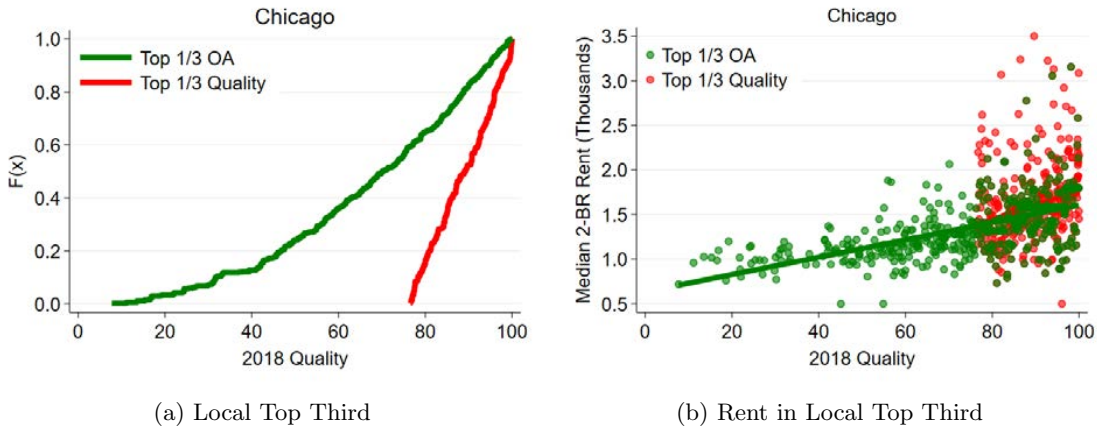 Chicago
Top 1/3 OA
Top 1/3 Quality
F(x)
1.0
0.8
0.6
0.4
0.2
0.0
0 20 40 60 80 100
2018 Quality
(a) Local Top Third
Chicago
Top 1/3 OA
Top 1/3 Quality
Median 2-BR Rent (Thousands)
3.5
3.0
2.5
2.0
1.5
1.0
0.5
0 20 40 60 80 100
2018 Quality
(b) Rent in Local Top Third